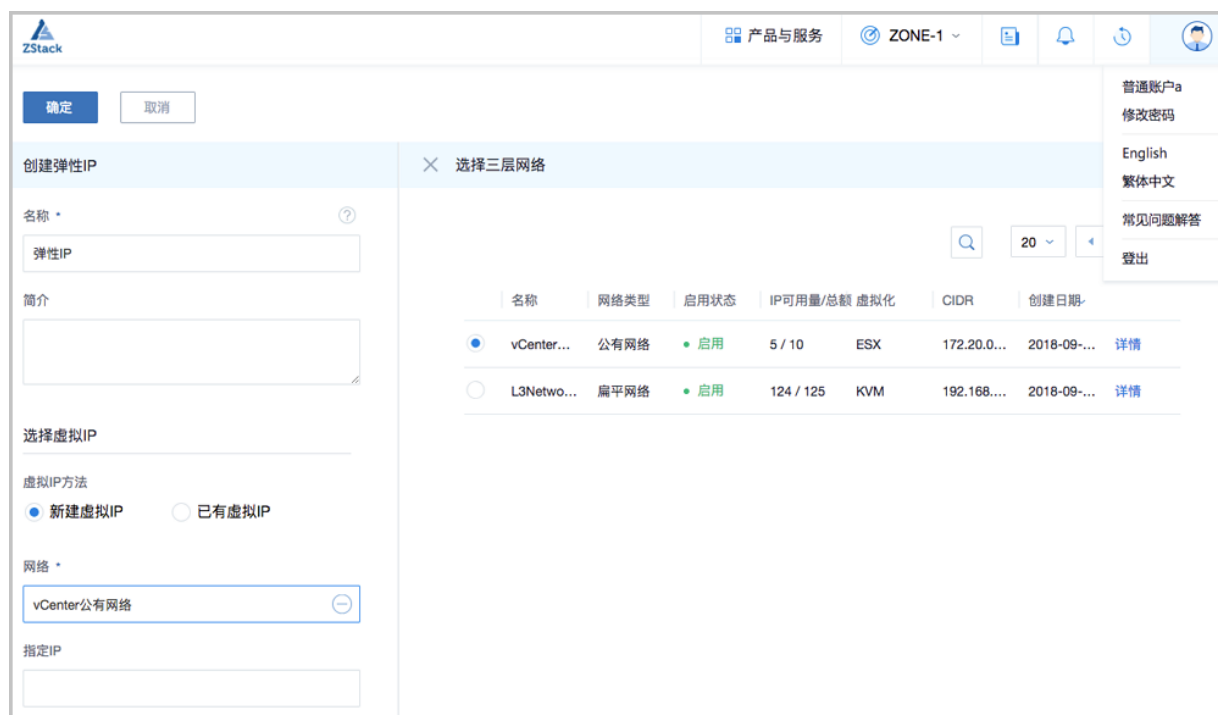 ZStack
产品与服务
ZONE-1
普通账户a
修改密码
English
繁体中文
常见问题解答
登出
确定
取消
创建弹性IP
选择三层网络
名称 *
弹性IP
20
简介
名称 网络类型 启用状态 IP可用量/总额 虚拟化 CIDR 创建日期
vCenter... 公有网络 启用 5 / 10 ESX 172.20.0... 2018-09-... 详情
L3Netwo... 扁平网络 启用 124 / 125 KVM 192.168.... 2018-09-... 详情
选择虚拟IP
虚拟IP方法
新建虚拟IP 已有虚拟IP
网络 *
vCenter公有网络
指定IP